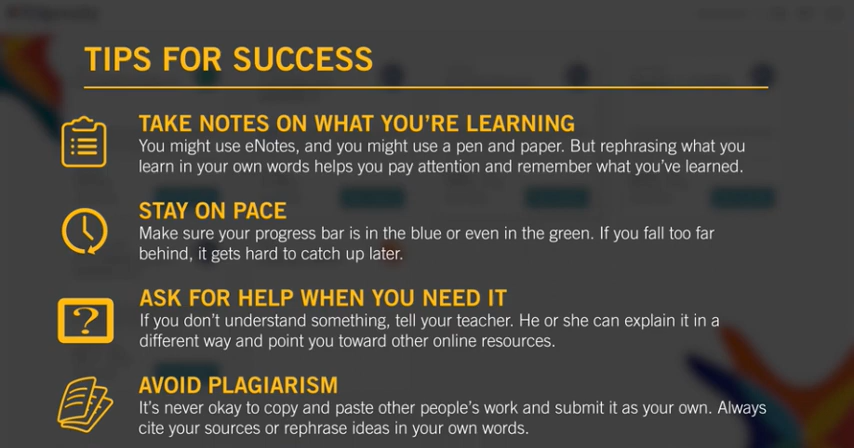 TIPS FOR SUCCESS
TAKE NOTES ON WHAT YOU'RE LEARNING
You might use eNotes, and you might use a pen and paper. But rephrasing what you
learn in your own words helps you pay attention and remember what you've learned.
STAY ON PACE
Make sure your progress bar is in the blue or even in the green. If you fall too far
behind, it gets hard to catch up later.
?
ASK FOR HELP WHEN YOU NEED IT
If you don't understand something, tell your teacher. He or she can explain it in a
different way and point you toward other online resources.
AVOID PLAGIARISM
It's never okay to copy and paste other people's work and submit it as your own. Always
cite your sources or rephrase ideas in your own words.